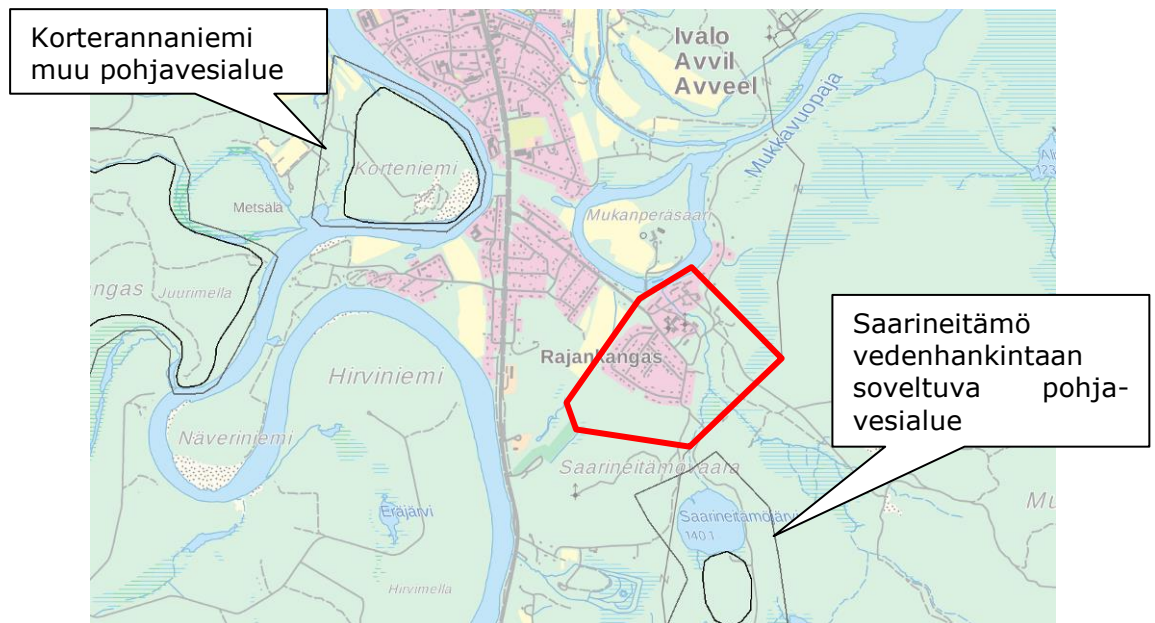 Korterannaniemi
muu pohjavesialue
Ivalo
Avvil
Avveel
Mukkavuopaja
Korteniemi
Metsälä
Mukanperäsaari
Juurimella
Rajankangas
Hirviniemi
Näveriniemi
Saarineitämö
vedenhankintaan
soveltuva pohja-
vesialue
Saarineitämövaara
Eräjärvi
Saarineitämöjärvi
140.1
Hirvimella